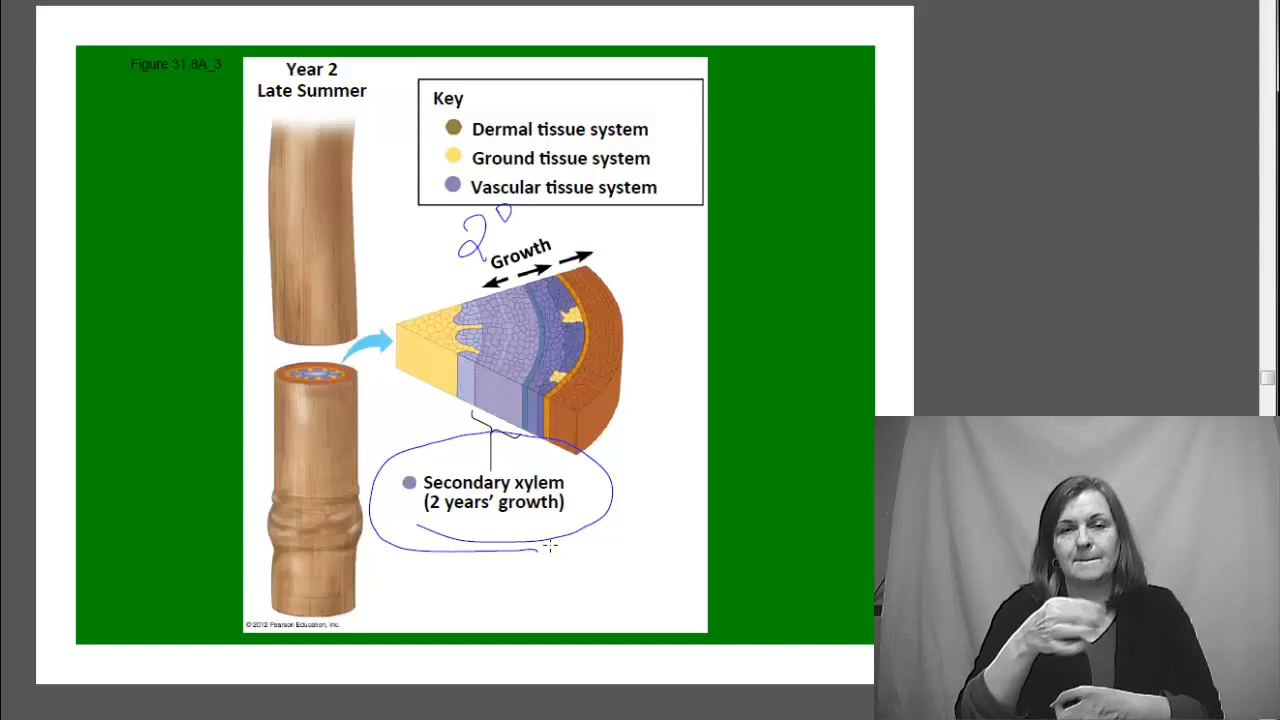 Figure 31.8A_3
Year 2
Late Summer
Key
Dermal tissue system
Ground tissue system
Vascular tissue system
2°
Growth
Secondary xylem
(2 years’ growth)
© 2012 Pearson Education, Inc.